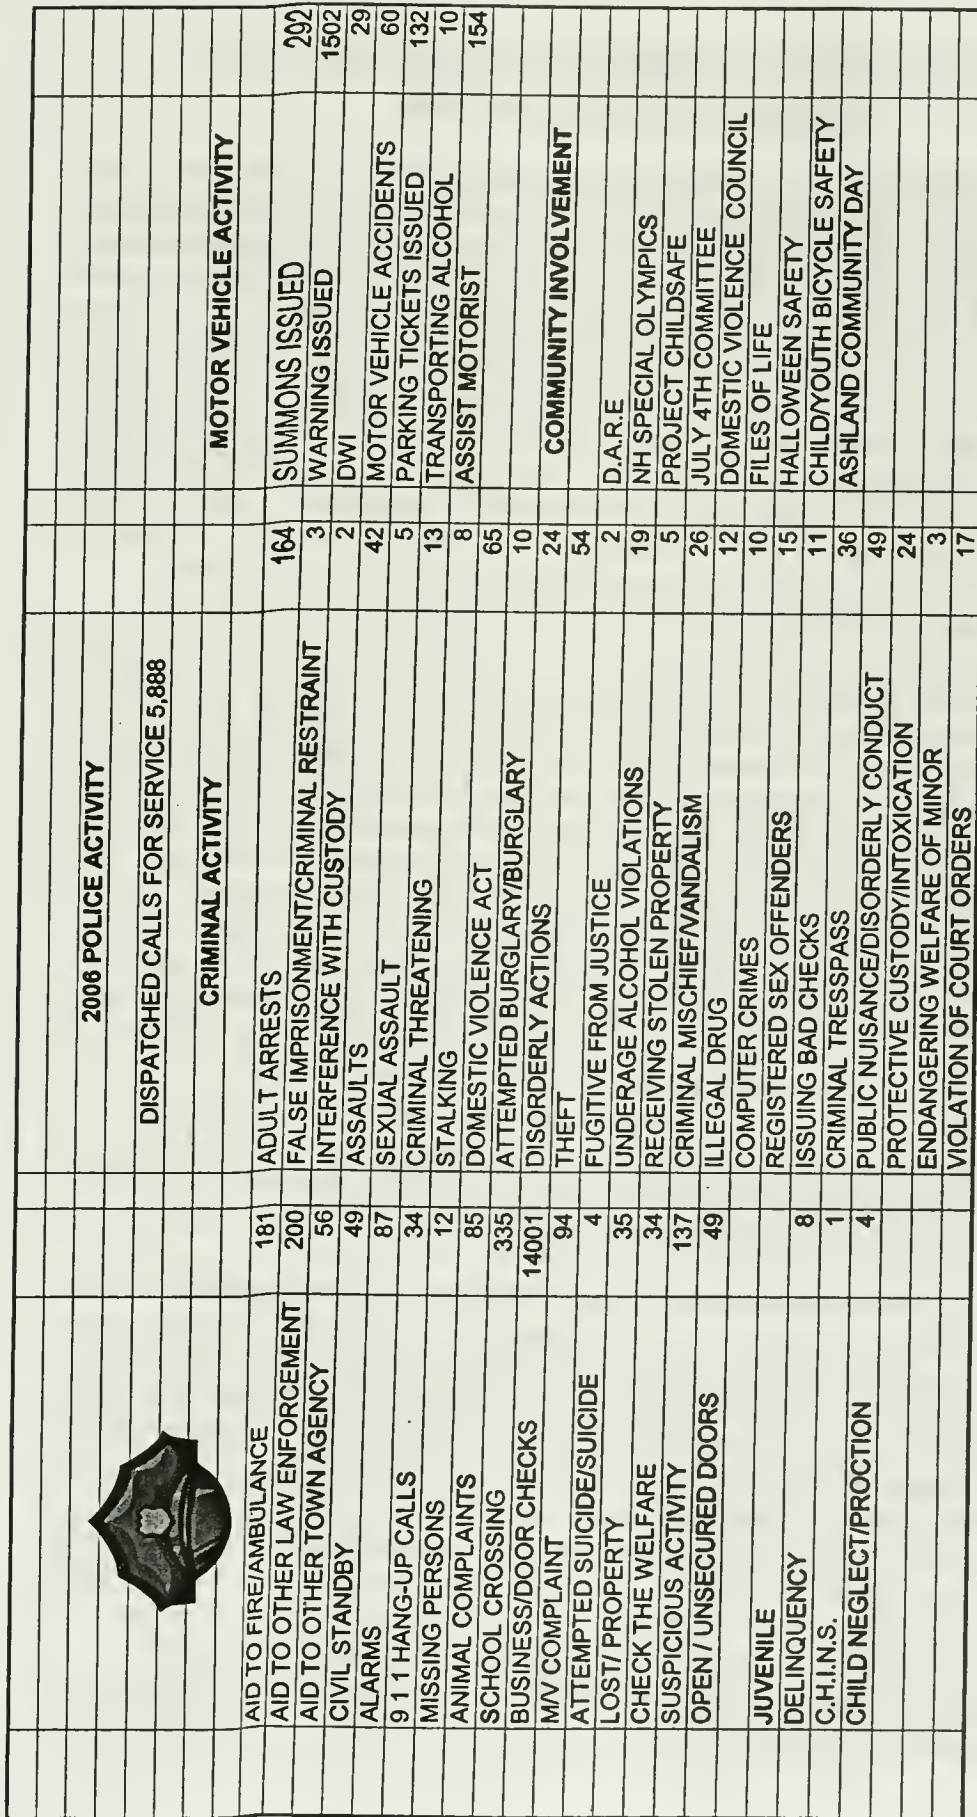 2006 POLICE ACTIVITY
DISPATCHED CALLS FOR SERVICE 5,888
CRIMINAL ACTIVITY MOTOR VEHICLE ACTIVITY
AID TO FIRE/AMBULANCE 181 ADULT ARRESTS 164 SUMMONS ISSUED 292
AID TO OTHER LAW ENFORCEMENT 200 FALSE IMPRISONMENT/CRIMINAL RESTRAINT 3 WARNING ISSUED 1502
AID TO OTHER TOWN AGENCY 56 INTERFERENCE WITH CUSTODY 2 DWI 29
CIVIL STANDBY 49 ASSAULTS 42 MOTOR VEHICLE ACCIDENTS 60
ALARMS 87 SEXUAL ASSAULT 5 PARKING TICKETS ISSUED 132
9 1 1 HANG-UP CALLS 34 CRIMINAL THREATENING 13 TRANSPORTING ALCOHOL 10
MISSING PERSONS 12 STALKING 8 ASSIST MOTORIST 154
ANIMAL COMPLAINTS 85 DOMESTIC VIOLENCE ACT 65
SCHOOL CROSSING 335 ATTEMPTED BURGLARY/BURGLARY 10
BUSINESS/DOOR CHECKS 14001 DISORDERLY ACTIONS 24 COMMUNITY INVOLVEMENT
M/V COMPLAINT 94 THEFT 54
ATTEMPTED SUICIDE/SUICIDE 4 FUGITIVE FROM JUSTICE 2 D.A.R.E
LOST/ PROPERTY 35 UNDERAGE ALCOHOL VIOLATIONS 19 NH SPECIAL OLYMPICS
CHECK THE WELFARE 34 RECEIVING STOLEN PROPERTY 5 PROJECT CHILDSAFE
SUSPICIOUS ACTIVITY 137 CRIMINAL MISCHIEF/VANDALISM 26 JULY 4TH COMMITTEE
OPEN / UNSECURED DOORS 49 ILLEGAL DRUG 12 DOMESTIC VIOLENCE COUNCIL
COMPUTER CRIMES 10 FILES OF LIFE
JUVENILE REGISTERED SEX OFFENDERS 15 HALLOWEEN SAFETY
DELINQUENCY 8 ISSUING BAD CHECKS 11 CHILD/YOUTH BICYCLE SAFETY
C.H.I.N.S. 1 CRIMINAL TRESSPASS 36 ASHLAND COMMUNITY DAY
CHILD NEGLECT/PROCTION 4 PUBLIC NUISANCE/DISORDERLY CONDUCT 49
PROTECTIVE CUSTODY/INTOXICATION 24
ENDANGERING WELFARE OF MINOR 3
VIOLATION OF COURT ORDERS 17